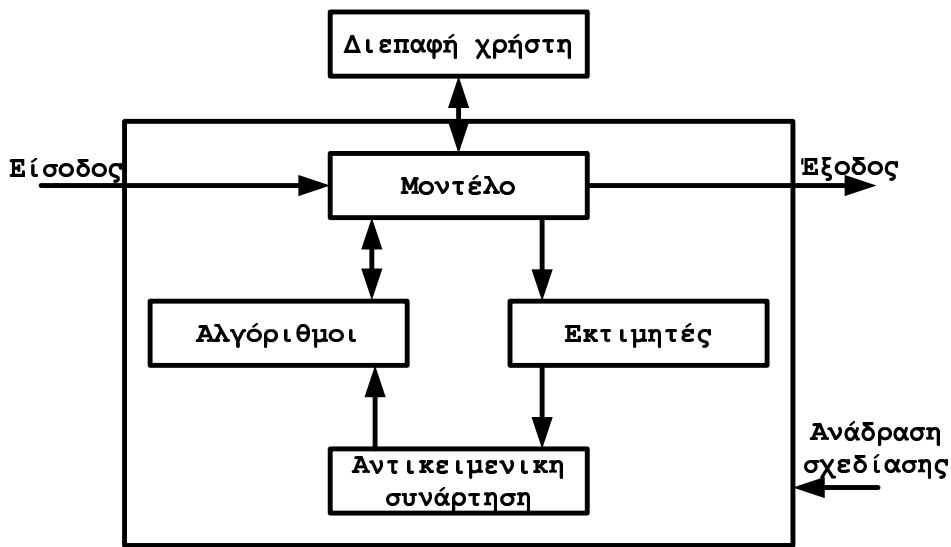 Διεπαφή χρήστη
Είσοδος
Έξοδος
Μοντέλο
Αλγόριθμοι
Εκτιμητές
Ανάδραση
σχεδίασης
Αντικειμενικη
συνάρτηση